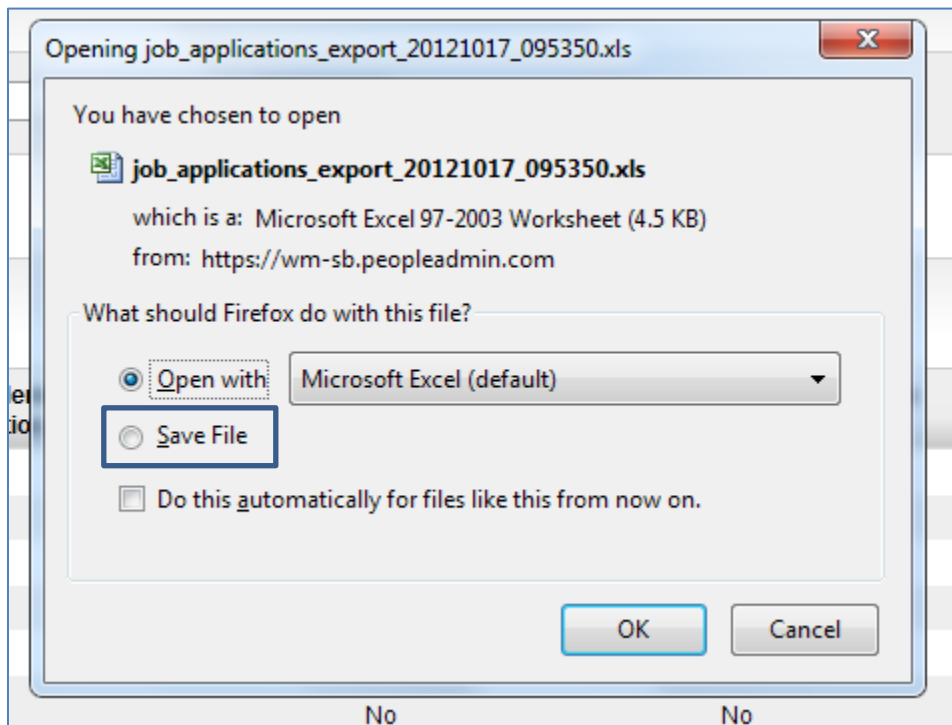 Opening job_applications_export_20121017_095350.xls
You have chosen to open
job_applications_export_20121017_095350.xls
which is a: Microsoft Excel 97-2003 Worksheet (4.5 KB)
from: https://wm-sb.peopleadmin.com
What should Firefox do with this file?
Open with Microsoft Excel (default)
Save File
Do this automatically for files like this from now on.
OK Cancel
No No